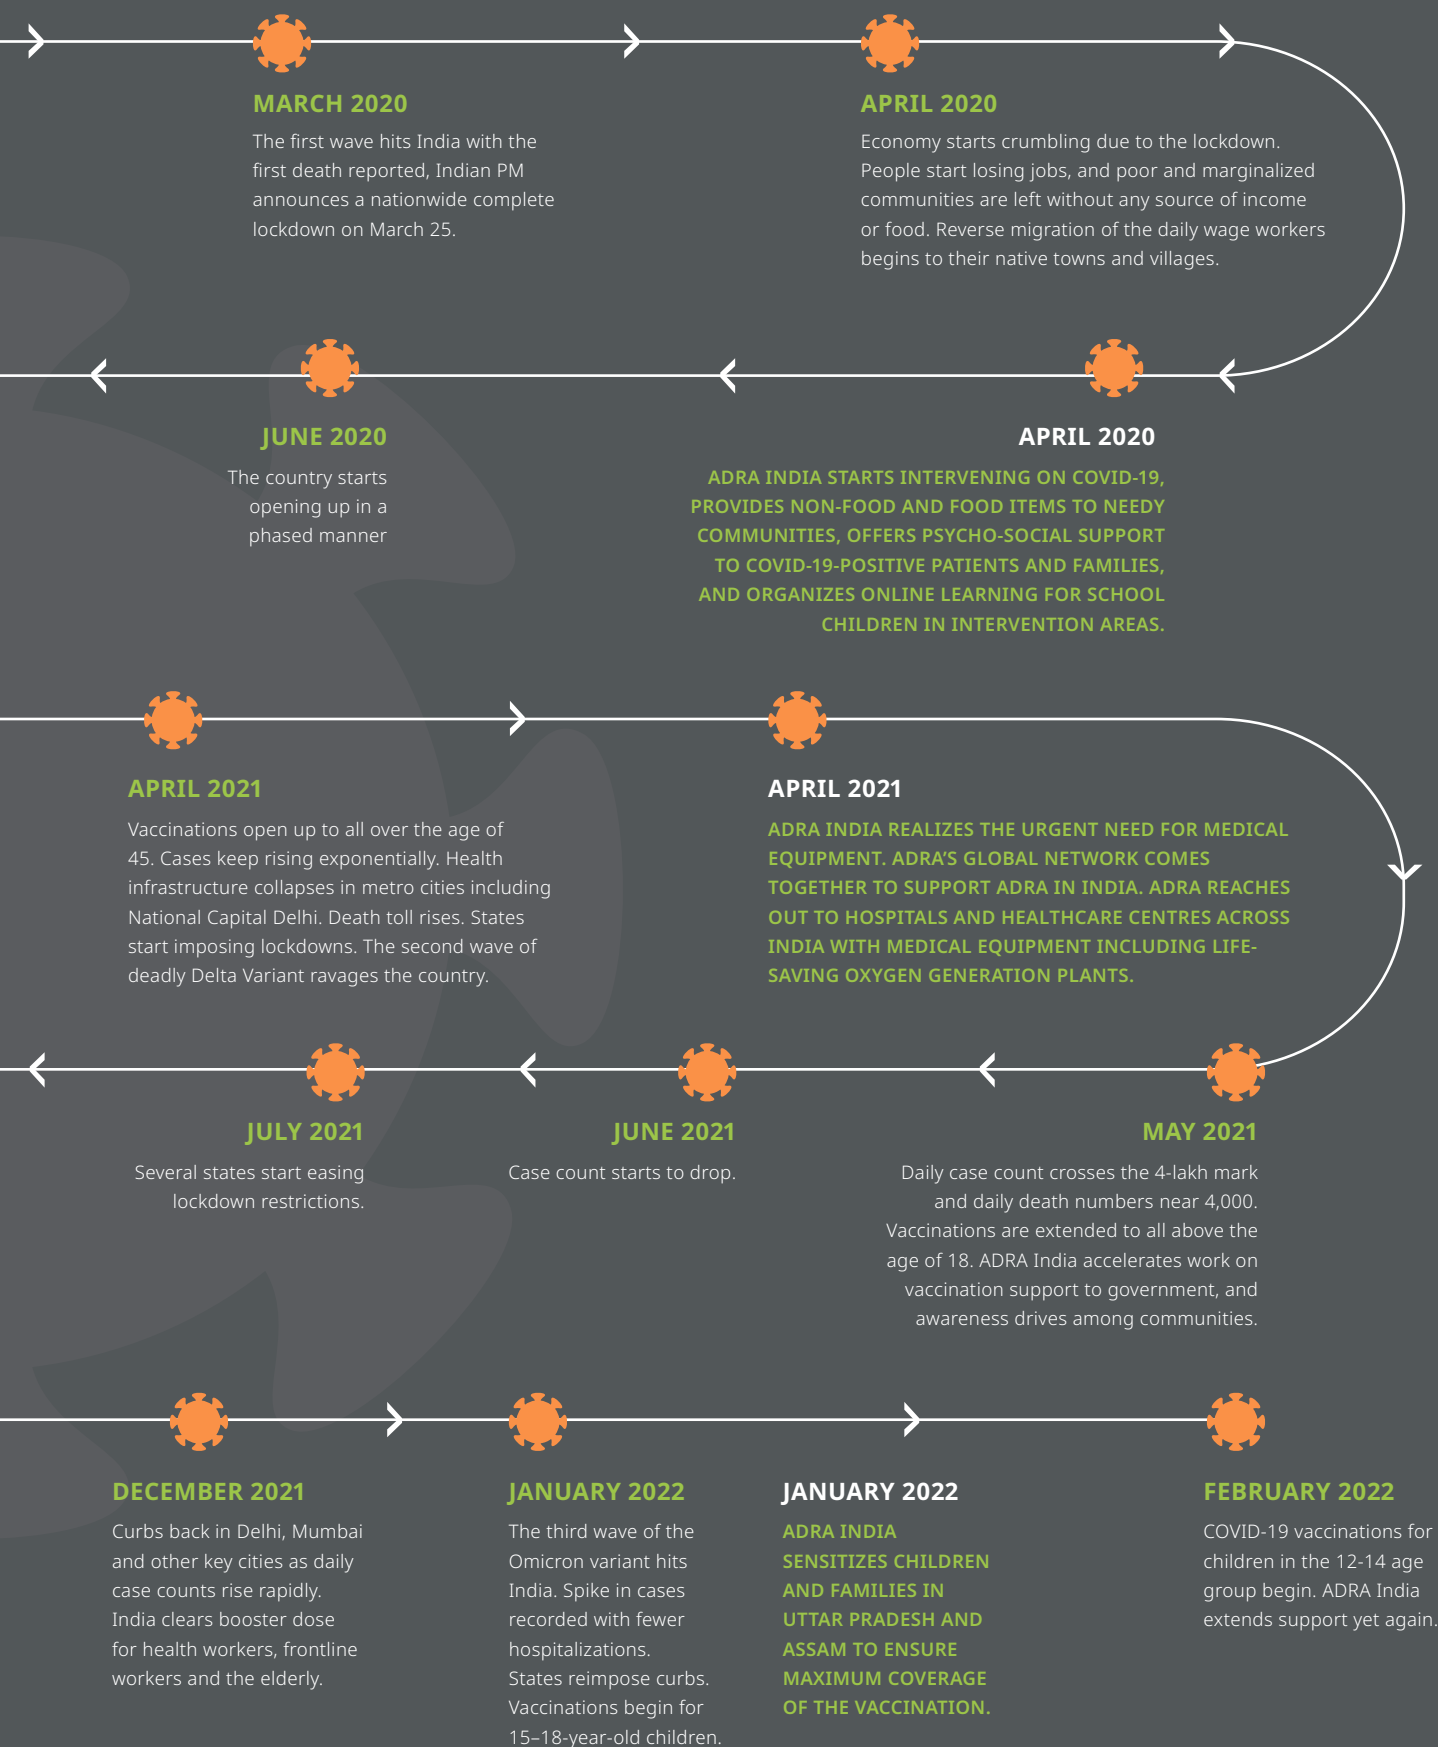 MARCH 2020
The first wave hits India with the
first death reported, Indian PM
announces a nationwide complete
lockdown on March 25.
APRIL 2020
Economy starts crumbling due to the lockdown.
People start losing jobs, and poor and marginalized
communities are left without any source of income
or food. Reverse migration of the daily wage workers
begins to their native towns and villages.
APRIL 2020
ADRA INDIA STARTS INTERVENING ON COVID-19,
PROVIDES NON-FOOD AND FOOD ITEMS TO NEEDY
COMMUNITIES, OFFERS PSYCHO-SOCIAL SUPPORT
TO COVID-19-POSITIVE PATIENTS AND FAMILIES,
AND ORGANIZES ONLINE LEARNING FOR SCHOOL
CHILDREN IN INTERVENTION AREAS.
JUNE 2020
The country starts
opening up in a
phased manner
APRIL 2021
Vaccinations open up to all over the age of
45. Cases keep rising exponentially. Health
infrastructure collapses in metro cities including
National Capital Delhi. Death toll rises. States
start imposing lockdowns. The second wave of
deadly Delta Variant ravages the country.
APRIL 2021
ADRA INDIA REALIZES THE URGENT NEED FOR MEDICAL
EQUIPMENT. ADRA’S GLOBAL NETWORK COMES
TOGETHER TO SUPPORT ADRA IN INDIA. ADRA REACHES
OUT TO HOSPITALS AND HEALTHCARE CENTRES ACROSS
INDIA WITH MEDICAL EQUIPMENT INCLUDING LIFE-
SAVING OXYGEN GENERATION PLANTS.
MAY 2021
Daily case count crosses the 4-lakh mark
and daily death numbers near 4,000.
Vaccinations are extended to all above the
age of 18. ADRA India accelerates work on
vaccination support to government, and
awareness drives among communities.
JUNE 2021
Case count starts to drop.
JULY 2021
Several states start easing
lockdown restrictions.
DECEMBER 2021
Curbs back in Delhi, Mumbai
and other key cities as daily
case counts rise rapidly.
India clears booster dose
for health workers, frontline
workers and the elderly.
JANUARY 2022
The third wave of the
Omicron variant hits
India. Spike in cases
recorded with fewer
hospitalizations.
States reimpose curbs.
Vaccinations begin for
15–18-year-old children.
JANUARY 2022
ADRA INDIA
SENSITIZES CHILDREN
AND FAMILIES IN
UTTAR PRADESH AND
ASSAM TO ENSURE
MAXIMUM COVERAGE
OF THE VACCINATION.
FEBRUARY 2022
COVID-19 vaccinations for
children in the 12-14 age
group begin. ADRA India
extends support yet again.